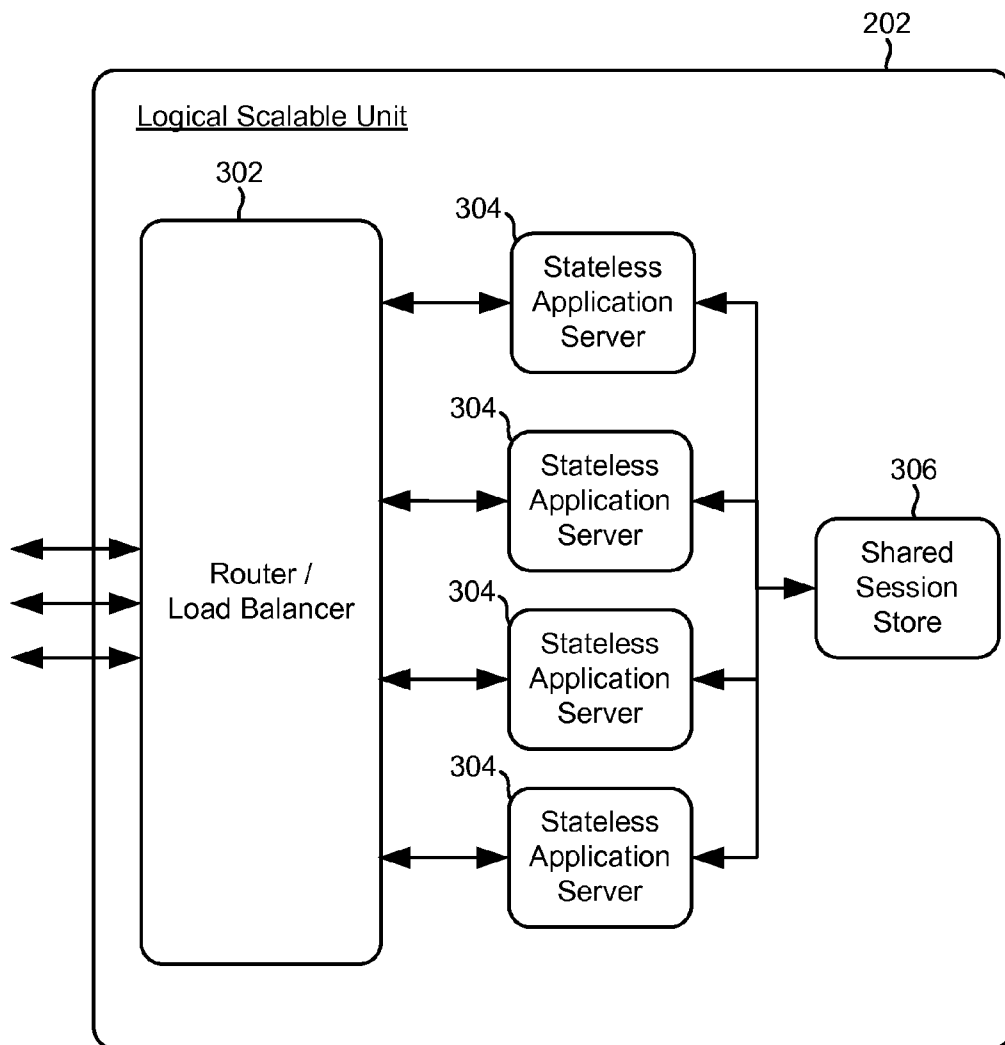 202
Logical Scalable Unit
302
304
Stateless
Application
Server
304
Stateless
Application
Server
306
Shared
Session
Store
Router /
Load Balancer
304
Stateless
Application
Server
304
Stateless
Application
Server